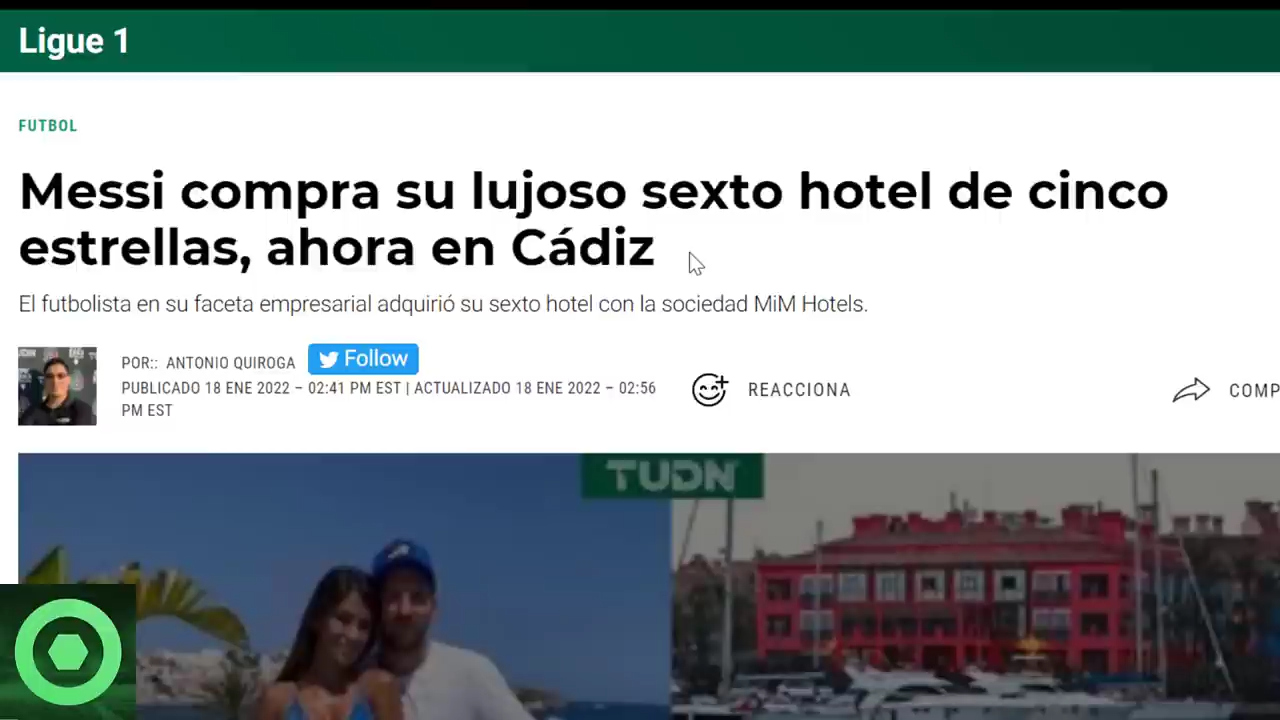 Ligue 1
FUTBOL
Messi compra su lujoso sexto hotel de cinco
estrellas, ahora en Cádiz
El futbolista en su faceta empresarial adquirió su sexto hotel con la sociedad MiM Hotels.
POR:: ANTONIO QUIROGA
Follow
PUBLICADO 18 ENE 2022 – 02:41 PM EST | ACTUALIZADO 18 ENE 2022 – 02:56
PM EST
REACCIONA
COMP
TUDN